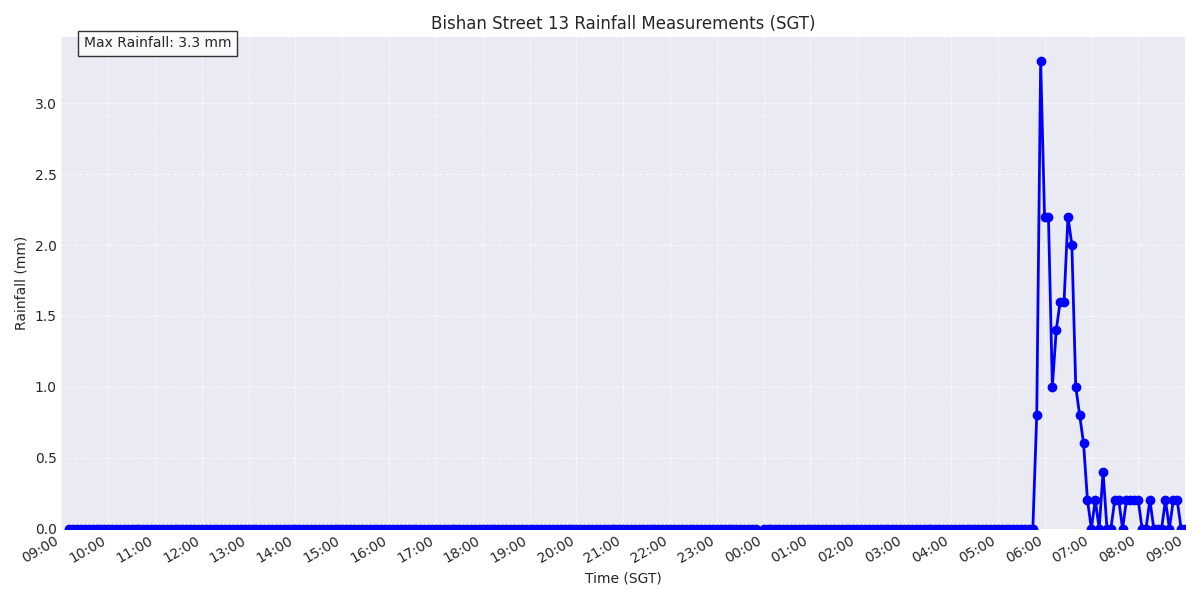 Bishan Street 13 Rainfall Measurements (SGT)
Max Rainfall: 3.3 mm
Rainfall (mm)
3.0
2.5
2.0
1.5
1.0
0.5
0.0
09:00 10:00 11:00 12:00 13:00 14:00 15:00 16:00 17:00 18:00 19:00 20:00 21:00 22:00 23:00 00:00 01:00 02:00 03:00 04:00 05:00 06:00 07:00 08:00 09:00
Time (SGT)